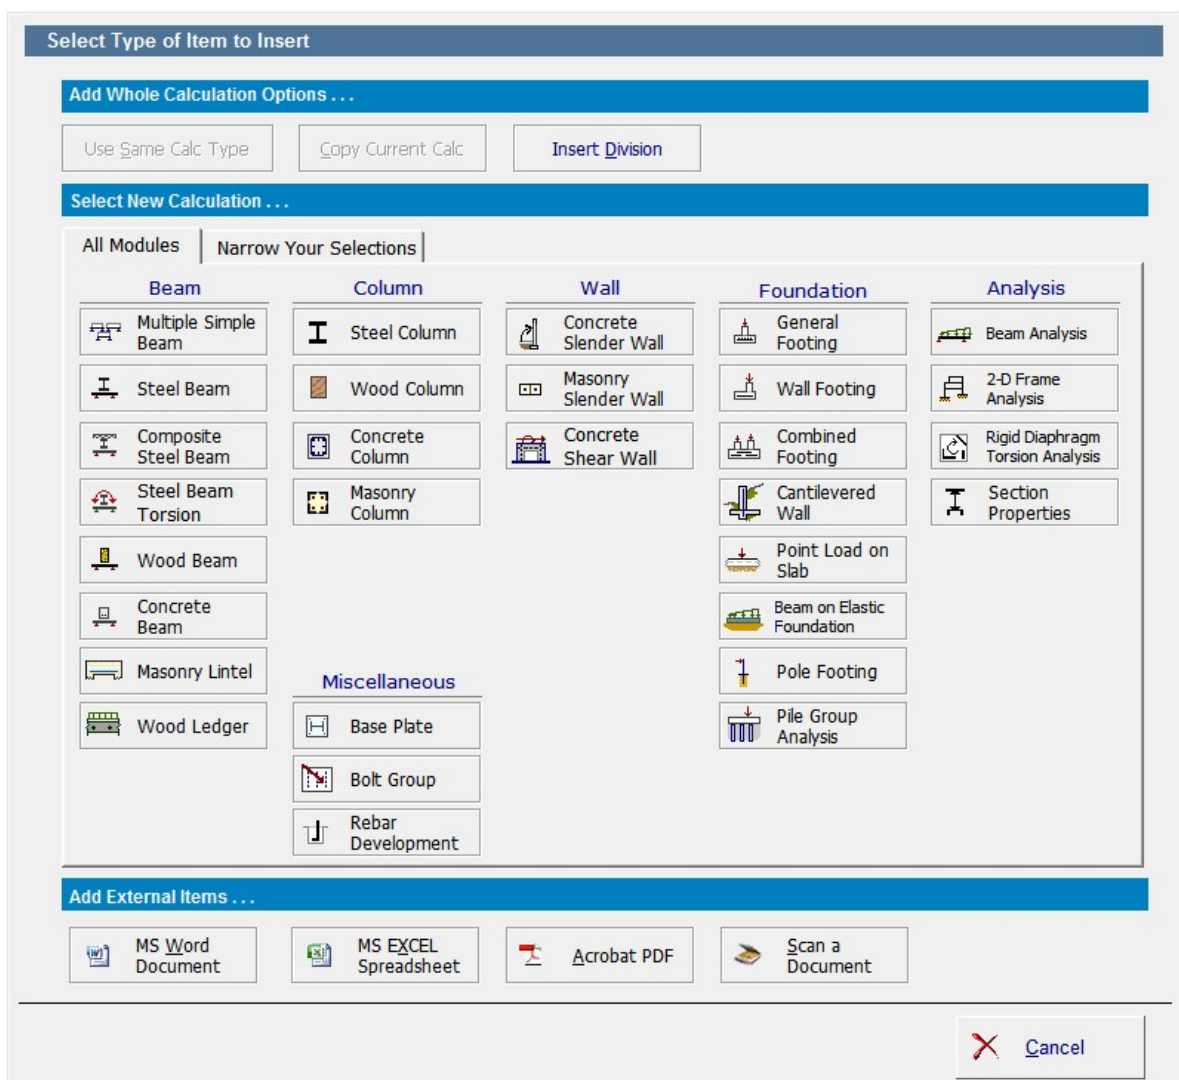 Select Type of Item to Insert
Add Whole Calculation Options . . .
Use Same Calc Type
Copy Current Calc
Insert Division
Select New Calculation . . .
All Modules
Narrow Your Selections
Beam
Multiple Simple
Beam
Steel Beam
Composite
Steel Beam
Steel Beam
Torsion
Wood Beam
Concrete
Beam
Masonry Lintel
Wood Ledger
Column
Steel Column
Wood Column
Concrete
Column
Masonry
Column
Miscellaneous
Base Plate
Bolt Group
Rebar
Development
Wall
Concrete
Slender Wall
Masonry
Slender Wall
Concrete
Shear Wall
Foundation
General
Footing
Wall Footing
Combined
Footing
Cantilevered
Wall
Point Load on
Slab
Beam on Elastic
Foundation
Pole Footing
Pile Group
Analysis
Analysis
Beam Analysis
2-D Frame
Analysis
Rigid Diaphragm
Torsion Analysis
Section
Properties
Add External Items . . .
MS Word
Document
MS EXCEL
Spreadsheet
Acrobat PDF
Scan a
Document
Cancel